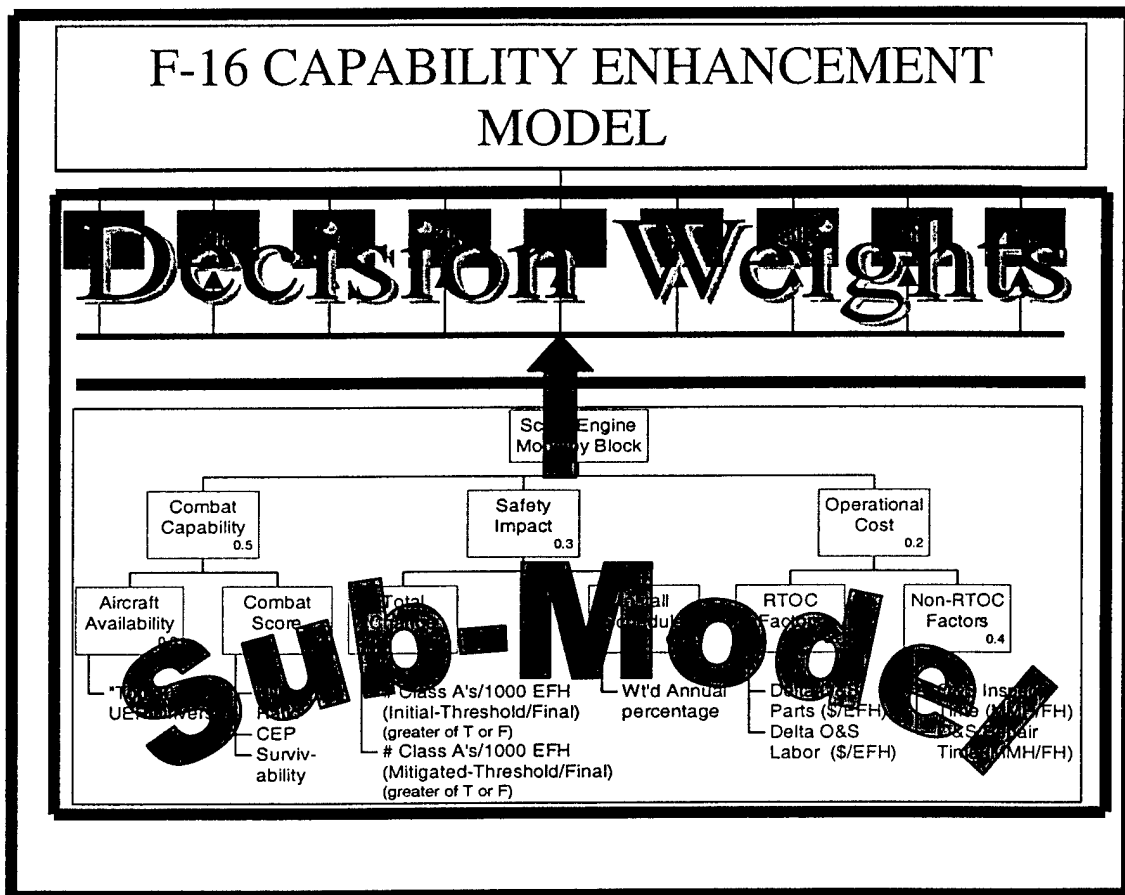 F-16 CAPABILITY ENHANCEMENT
MODEL
Decision Weights
Engine
Block
Combat
Capability
0.5
Safety
Impact
0.3
Operational
Cost
0.2
Aircraft
Availability
Combat
Score
Total
RTOC
Non-RTOC
Factors
0.4
Sub-Model
CEP
Surviv-
ability
# Class A's/1000 EFH
(Initial-Threshold/Final)
(greater of T or F)
# Class A's/1000 EFH
(Mitigated-Threshold/Final)
(greater of T or F)
Wt'd Annual
percentage
Parts ($/EFH)
Delta O&S
Labor ($/EFH)